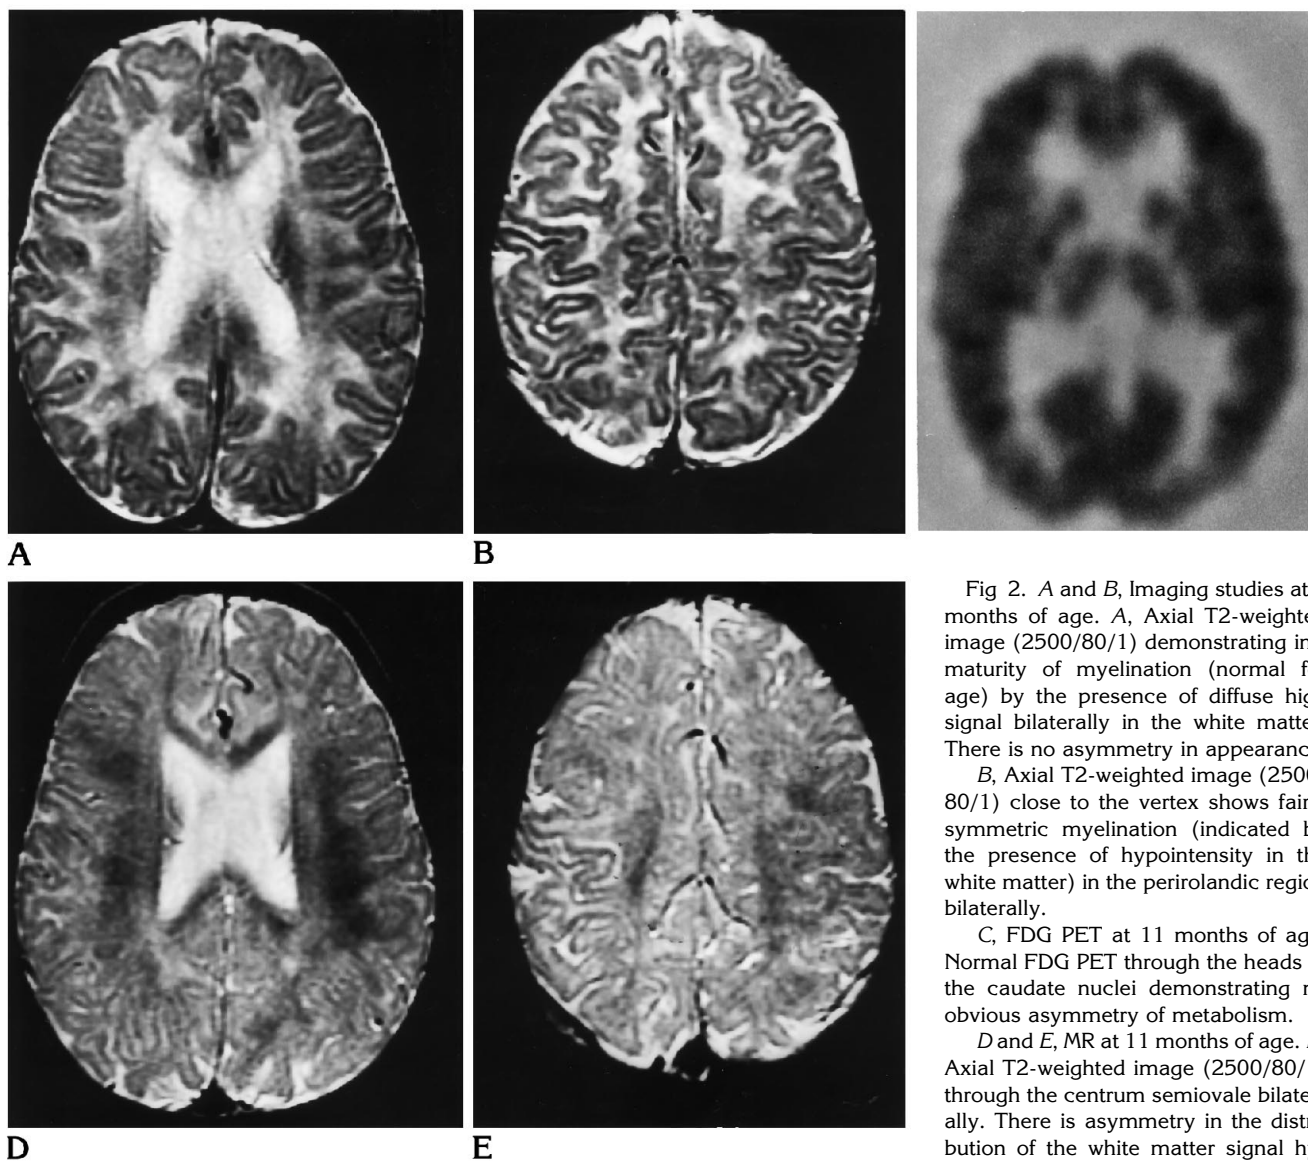 A
B
D
E
Fig 2. A and B, Imaging studies at
months of age. A, Axial T2-weighte
image (2500/80/1) demonstrating in
maturity of myelination (normal f
age) by the presence of diffuse hig
signal bilaterally in the white matte
There is no asymmetry in appearanc
B, Axial T2-weighted image (250
80/1) close to the vertex shows fair
symmetric myelination (indicated b
the presence of hypointensity in th
white matter) in the perirolandic regio
bilaterally.
C, FDG PET at 11 months of ag
Normal FDG PET through the heads
the caudate nuclei demonstrating n
obvious asymmetry of metabolism.
D and E, MR at 11 months of age.
Axial T2-weighted image (2500/80/
through the centrum semiovale bilate
ally. There is asymmetry in the distr
bution of the white matter signal h